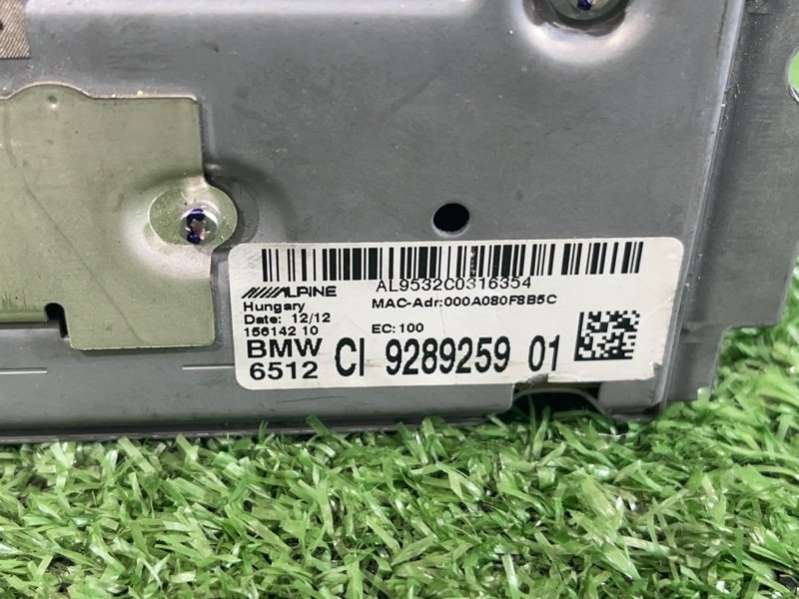 AL9532C0316354
ALPINE
MAC-Adr:000A080F8B5C
Hungary
Date: 12/12
156142 10
EC:100
BMW
6512 CI 9289259 01